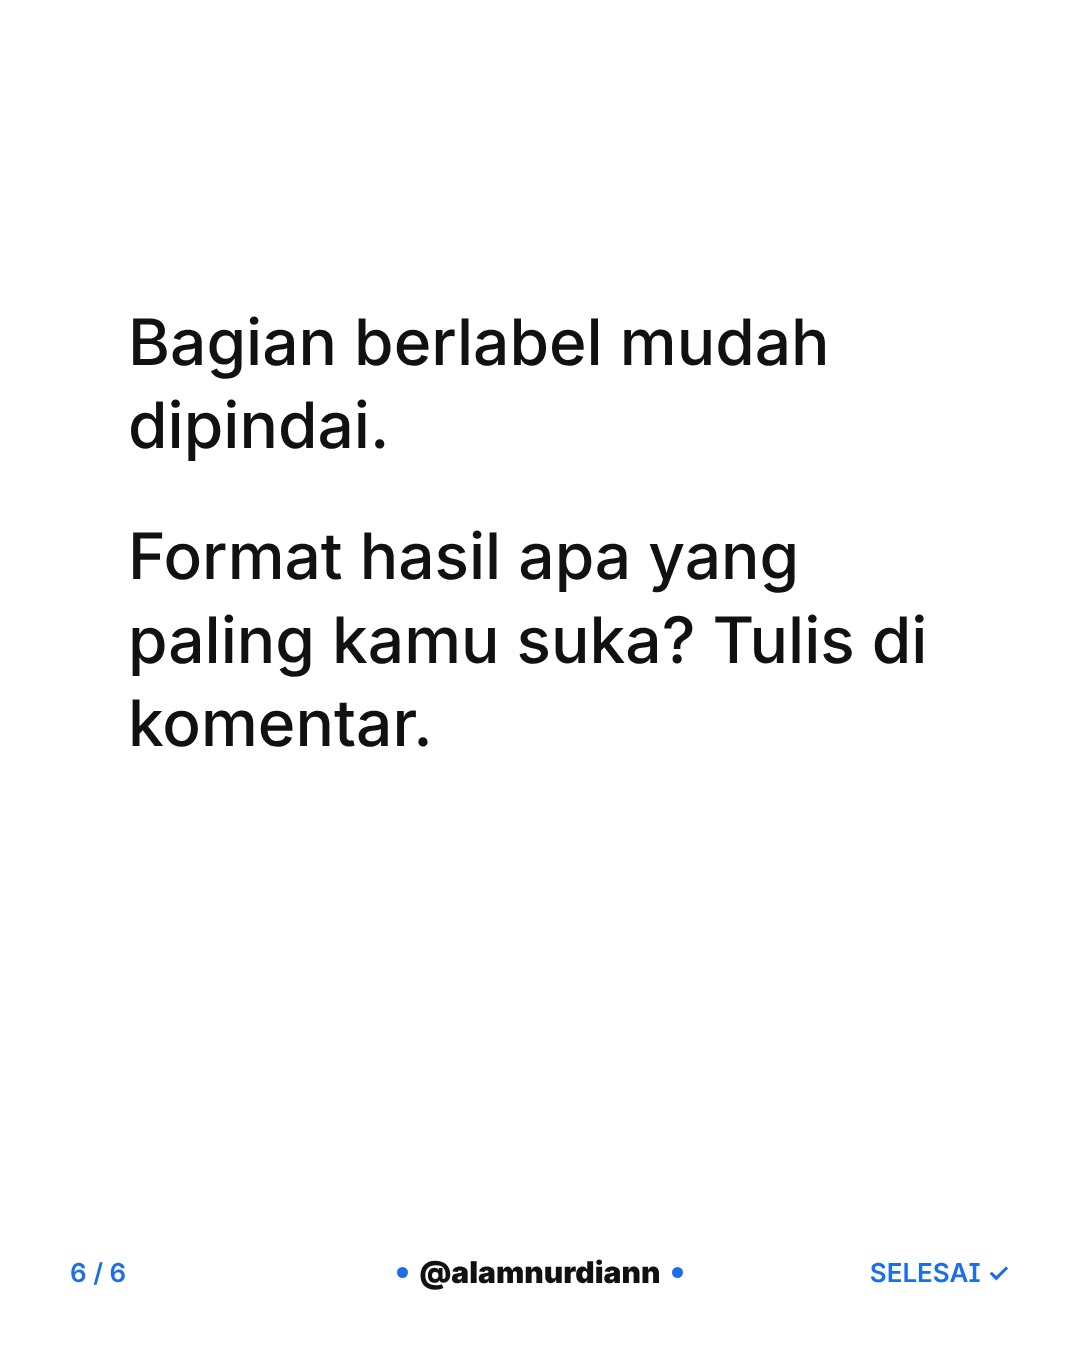 Bagian berlabel mudah
dipindai.
Format hasil apa yang
paling kamu suka? Tulis di
komentar.
6 / 6
• @alamnurdiann •
SELESAI ✓